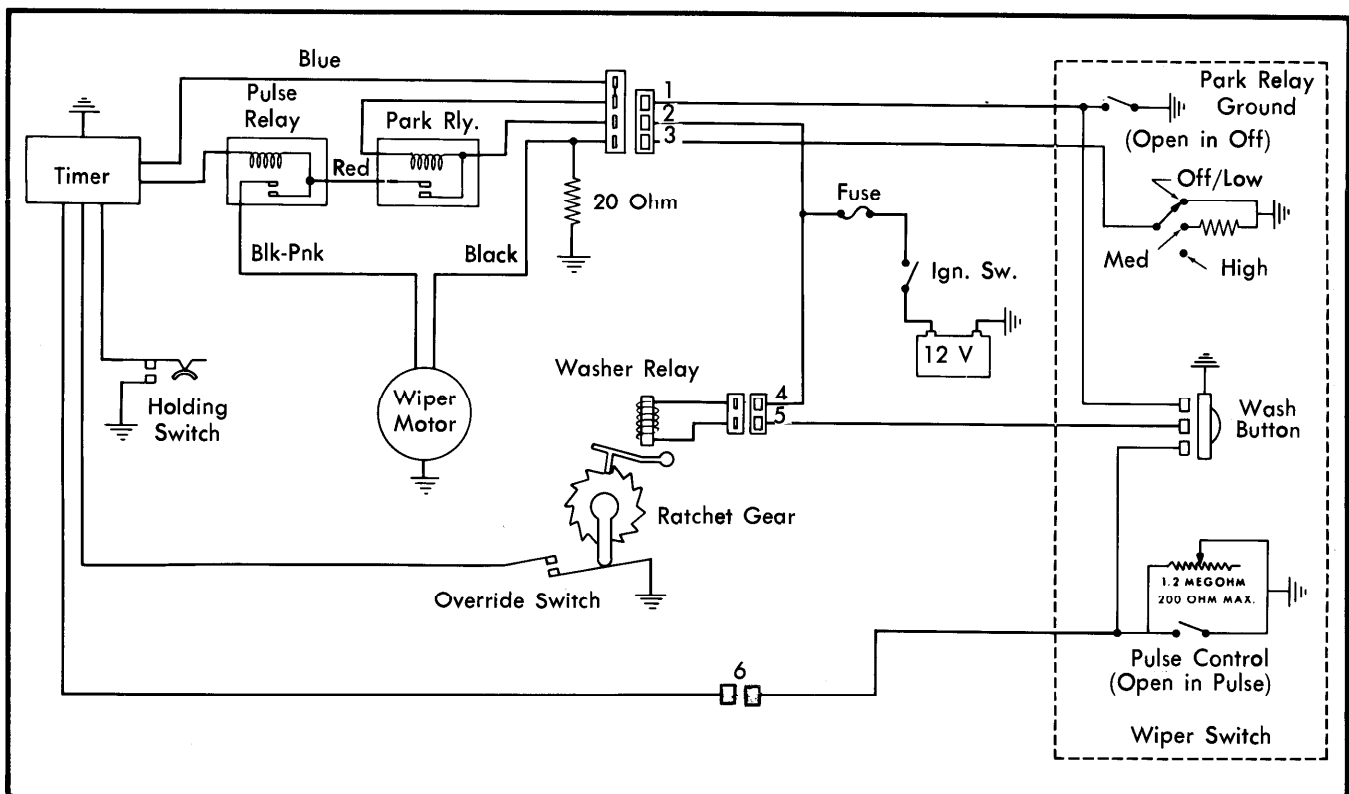 Blue
Pulse
Relay
Park Rly.
Timer
Red
Blk-Pnk
Black
20 Ohm
1
2
3
Fuse
Ign. Sw.
12 V
Park Relay
Ground
(Open in Off)
Off/Low
Med
High
Holding
Switch
Wiper
Motor
Washer Relay
4
5
Wash
Button
Ratchet Gear
Override Switch
1.2 MEGOHM
200 OHM MAX.
Pulse Control
(Open in Pulse)
6
Wiper Switch